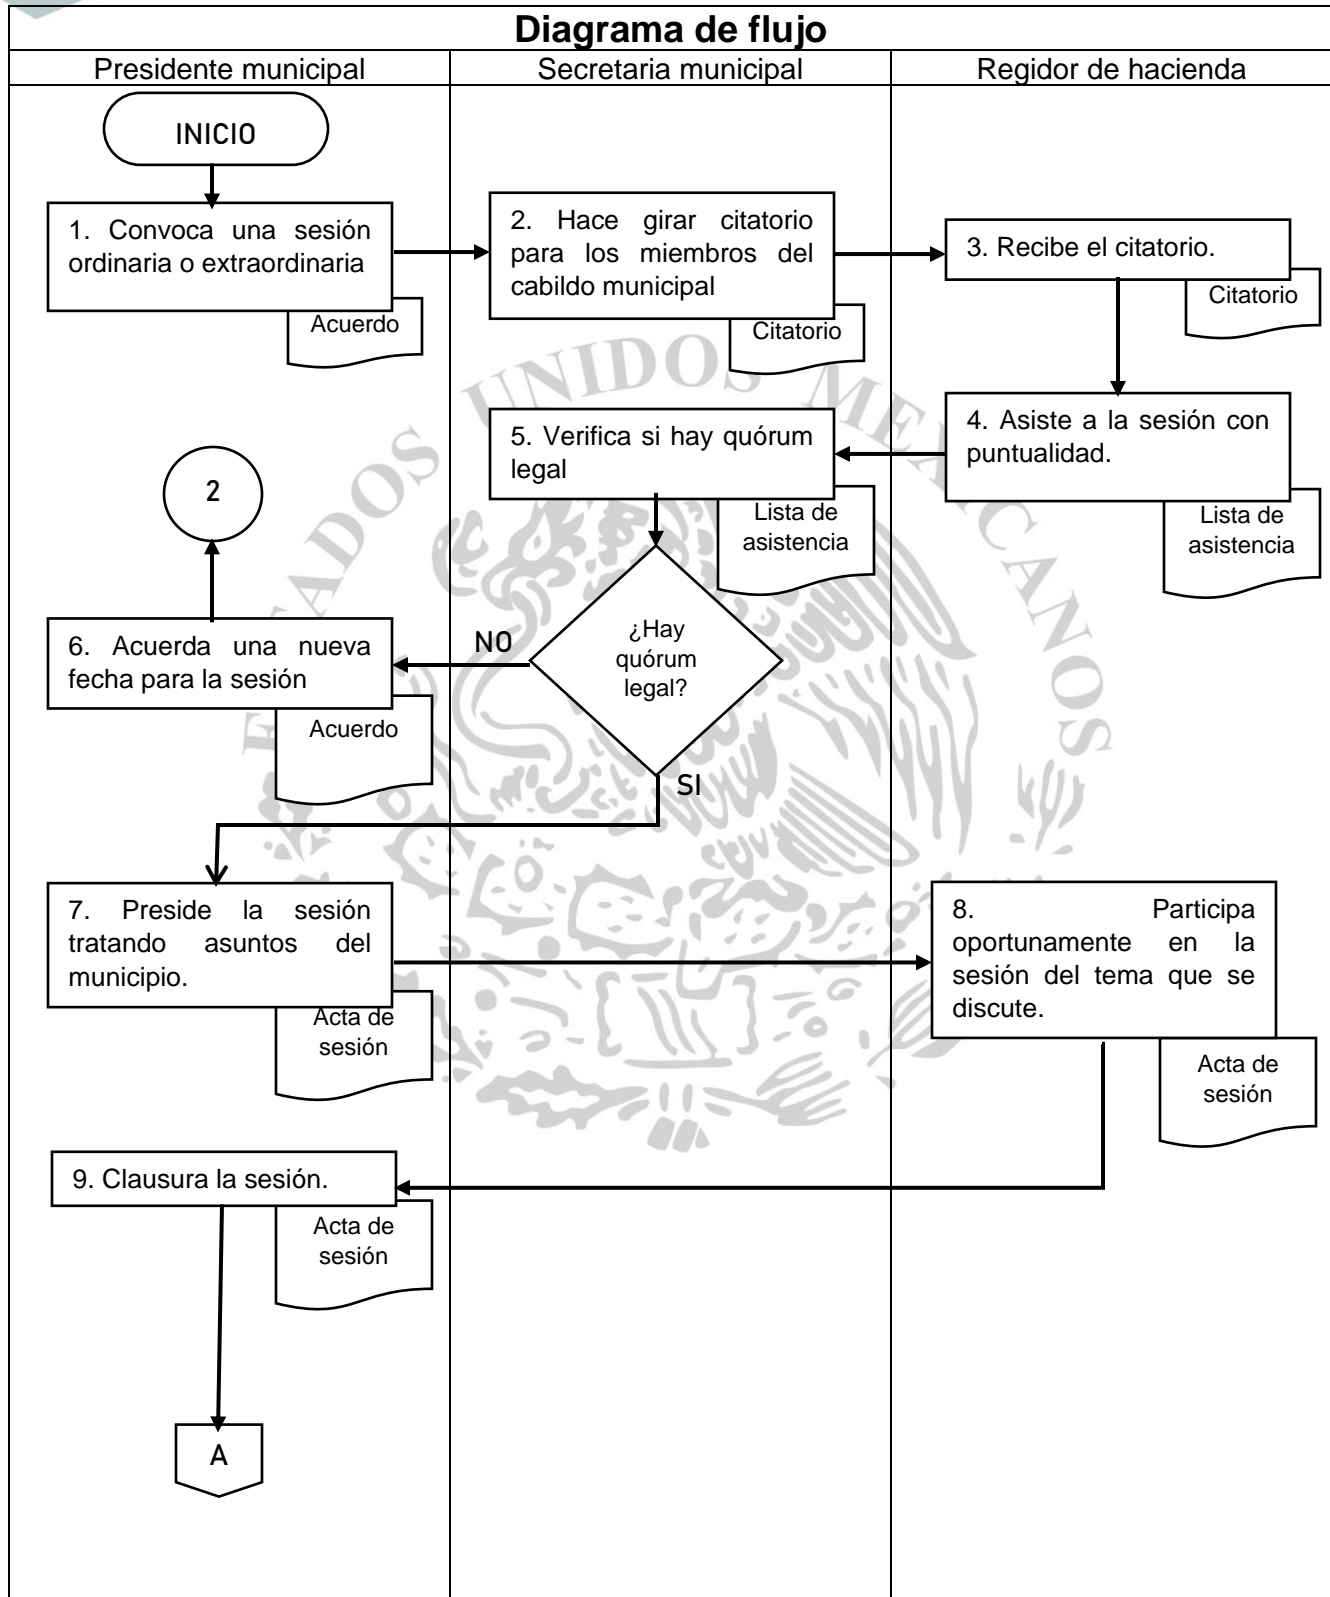 Diagrama de flujo
Presidente municipal
Secretaria municipal
Regidor de hacienda
INICIO
1. Convoca una sesión
ordinaria o extraordinaria
Acuerdo
2. Hace girar citatorio
para los miembros del
cabildo municipal
Citatorio
3. Recibe el citatorio.
Citatorio
4. Asiste a la sesión con
puntualidad.
Lista de
asistencia
5. Verifica si hay quórum
legal
Lista de
asistencia
¿Hay
quórum
legal?
NO
SI
2
6. Acuerda una nueva
fecha para la sesión
Acuerdo
7. Preside la sesión
tratando asuntos del
municipio.
Acta de
sesión
8. Participa
oportunamente en la
sesión del tema que se
discute.
Acta de
sesión
9. Clausura la sesión.
Acta de
sesión
A
ESTADOS UNIDOS MEXICANOS